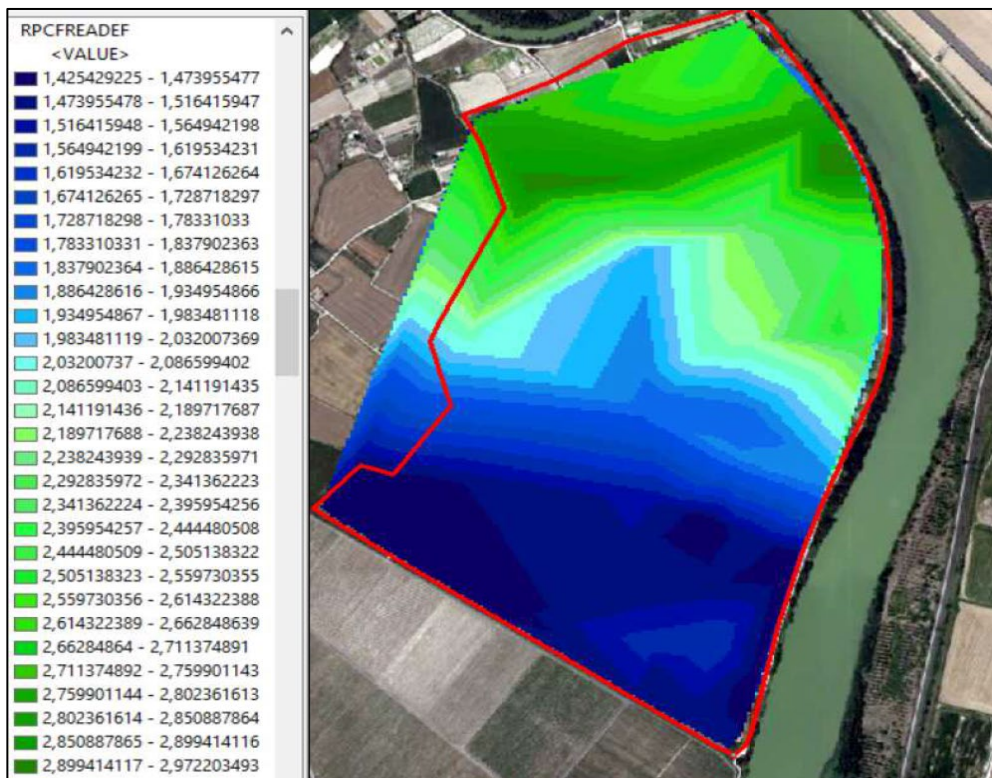 RPCFREADEF
<VALUE>
1,425429225 - 1,473955477
1,473955478 - 1,516415947
1,516415948 - 1,564942198
1,564942199 - 1,619534231
1,619534232 - 1,674126264
1,674126265 - 1,728718297
1,728718298 - 1,78331033
1,783310331 - 1,837902363
1,837902364 - 1,886428615
1,886428616 - 1,934954866
1,934954867 - 1,983481118
1,983481119 - 2,032007369
2,03200737 - 2,086599402
2,086599403 - 2,141191435
2,141191436 - 2,189717687
2,189717688 - 2,238243938
2,238243939 - 2,292835971
2,292835972 - 2,341362223
2,341362224 - 2,395954256
2,395954257 - 2,444480508
2,444480509 - 2,505138322
2,505138323 - 2,559730355
2,559730356 - 2,614322388
2,614322389 - 2,662848639
2,66284864 - 2,711374891
2,711374892 - 2,759901143
2,759901144 - 2,802361613
2,802361614 - 2,850887864
2,850887865 - 2,899414116
2,899414117 - 2,972203493